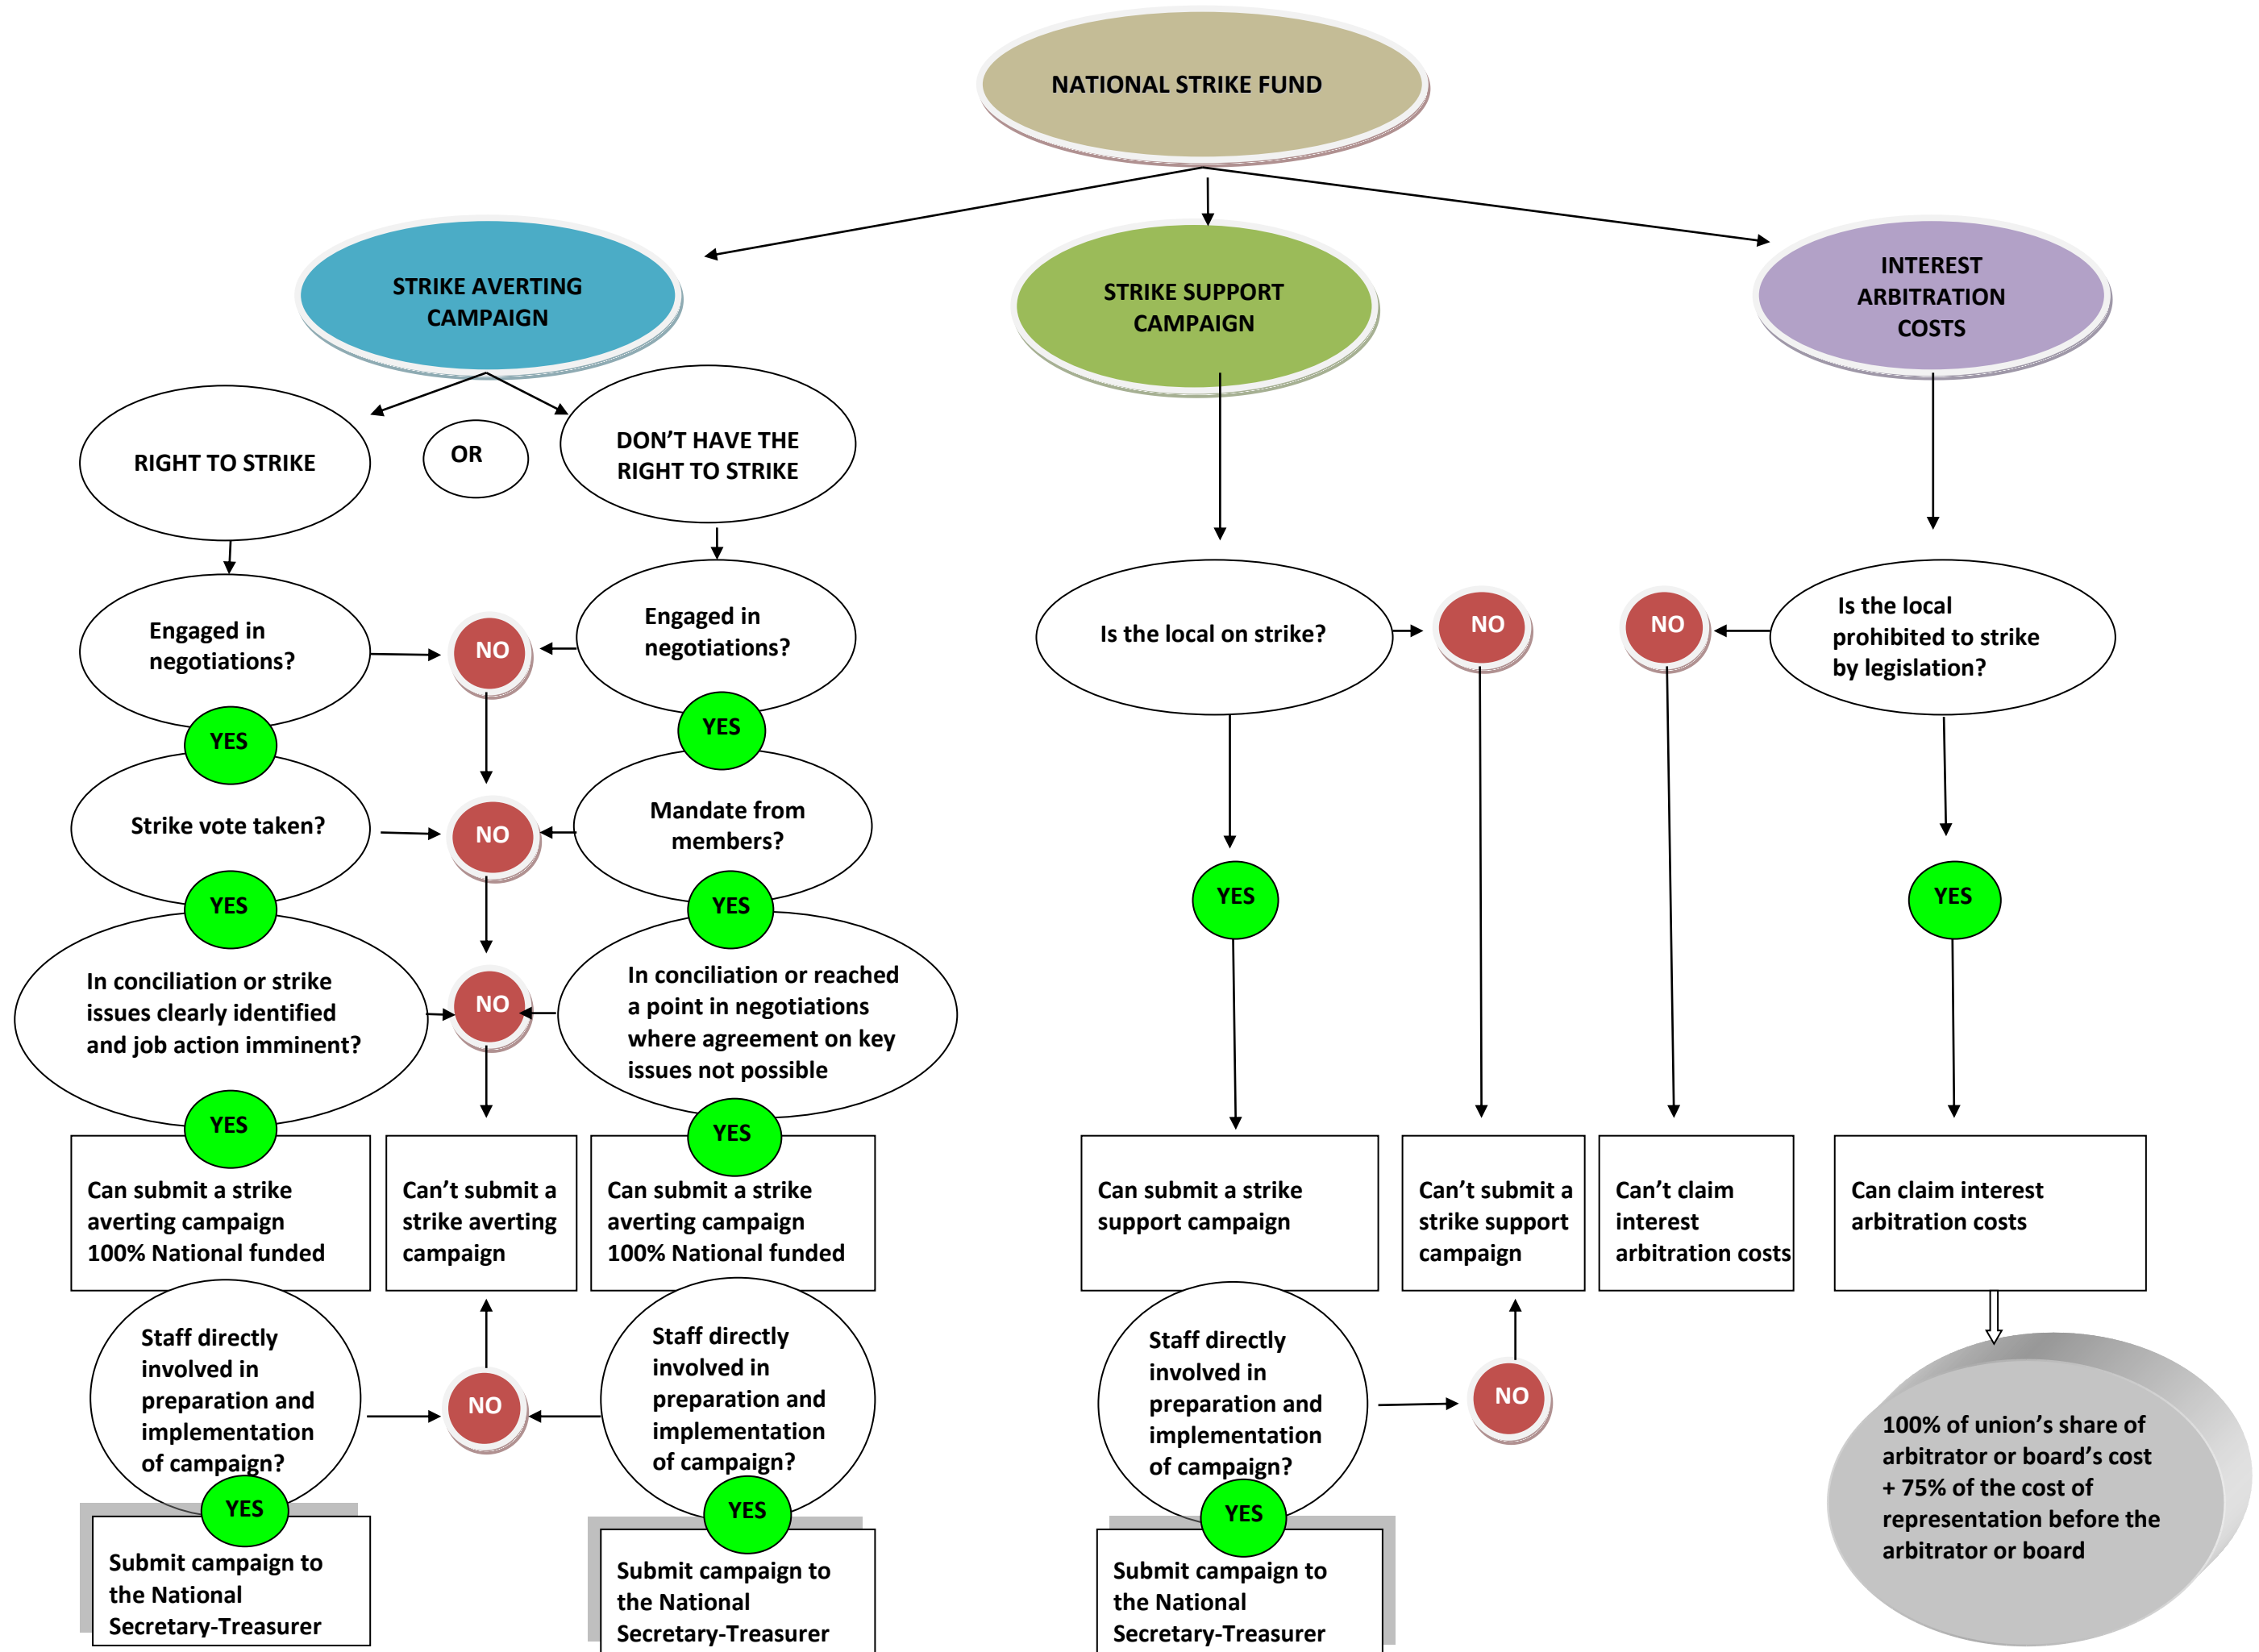 NATIONAL STRIKE FUND
STRIKE AVERTING
CAMPAIGN
STRIKE SUPPORT
CAMPAIGN
INTEREST
ARBITRATION
COSTS
RIGHT TO STRIKE
OR
DON'T HAVE THE
RIGHT TO STRIKE
Engaged in
negotiations?
NO
Engaged in
negotiations?
Is the local on strike?
NO
NO
Is the local
prohibited to strike
by legislation?
YES
YES
Strike vote taken?
NO
Mandate from
members?
YES
YES
YES
YES
In conciliation or strike
issues clearly identified
and job action imminent?
NO
In conciliation or reached
a point in negotiations
where agreement on key
issues not possible
YES
YES
Can submit a strike
averting campaign
100% National funded
Can't submit a
strike averting
campaign
Can submit a strike
averting campaign
100% National funded
Can submit a strike
support campaign
Can't submit a
strike support
campaign
Can't claim
interest
arbitration costs
Can claim interest
arbitration costs
Staff directly
involved in
preparation and
implementation
of campaign?
NO
Staff directly
involved in
preparation and
implementation
of campaign?
Staff directly
involved in
preparation and
implementation
of campaign?
NO
100% of union's share of
arbitrator or board's cost
+ 75% of the cost of
representation before the
arbitrator or board
YES
YES
YES
Submit campaign to
the National
Secretary-Treasurer
Submit campaign to
the National
Secretary-Treasurer
Submit campaign to
the National
Secretary-Treasurer